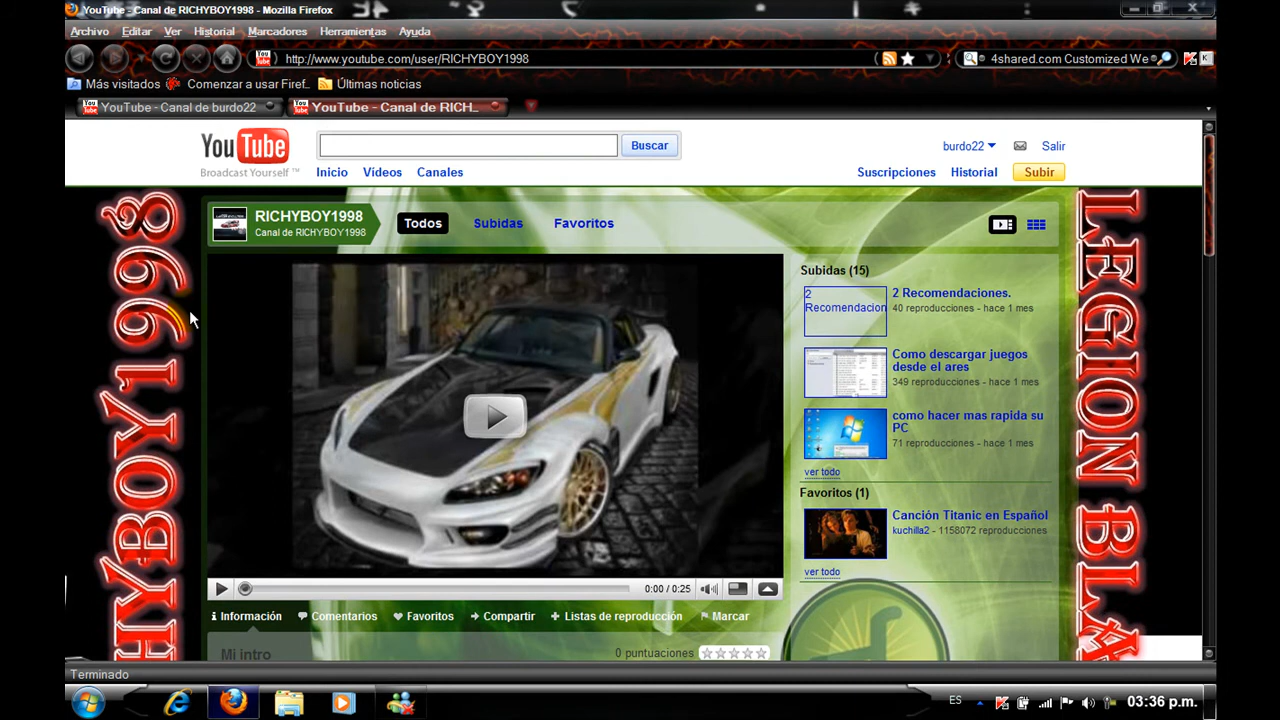 YouTube - Canal de RICHYBOY1998 - Mozilla Firefox
Archivo Editar Ver Historial Marcadores Herramientas Ayuda
http://www.youtube.com/user/RICHYBOY1998
4shared.com Customized We
Más visitados Comenzar a usar Firef... Últimas noticias
YouTube - Canal de burdo22
YouTube - Canal de RICH...
YouTube
Broadcast Yourself ™
Buscar
burdo22 Salir
Inicio Vídeos Canales
Suscripciones Historial Subir
RICHYBOY1998
Canal de RICHYBOY1998
Todos Subidas Favoritos
HYBOY1998
LEGION BLA
Subidas (15)
2
Recomendacion
2 Recomendaciones.
40 reproducciones - hace 1 mes
Como descargar juegos
desde el ares
349 reproducciones - hace 1 mes
como hacer mas rapida su
PC
71 reproducciones - hace 1 mes
ver todo
Favoritos (1)
Canción Titanic en Español
kuchilla2 - 1158072 reproducciones
ver todo
0:00 / 0:25
Información Comentarios Favoritos Compartir Listas de reproducción Marcar
Mi intro
0 puntuaciones
Terminado
ES
03:36 p.m.